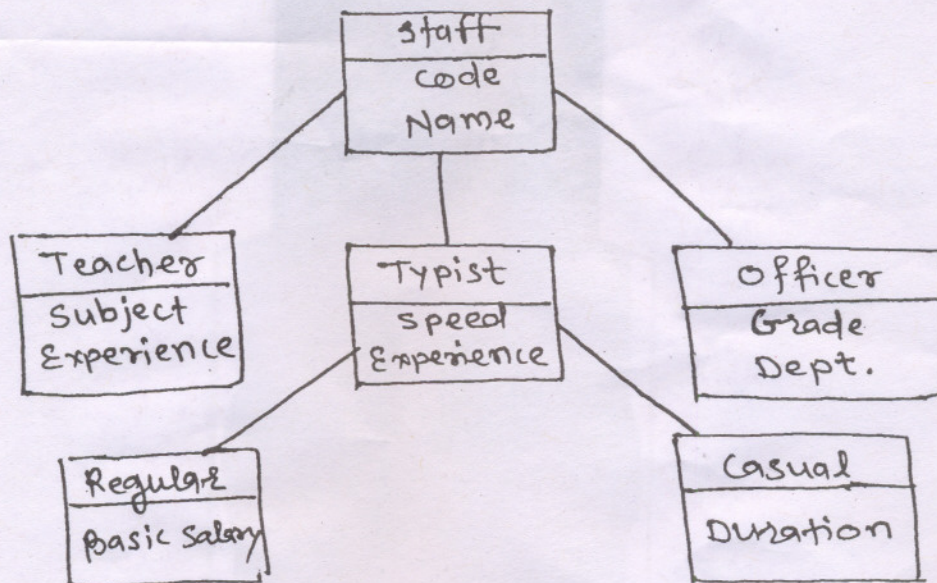 Staff
Code
Name
Teacher
Subject
Experience
Typist
Speed
Experience
Officer
Grade
Dept.
Regular
Basic Salary
Casual
Duration